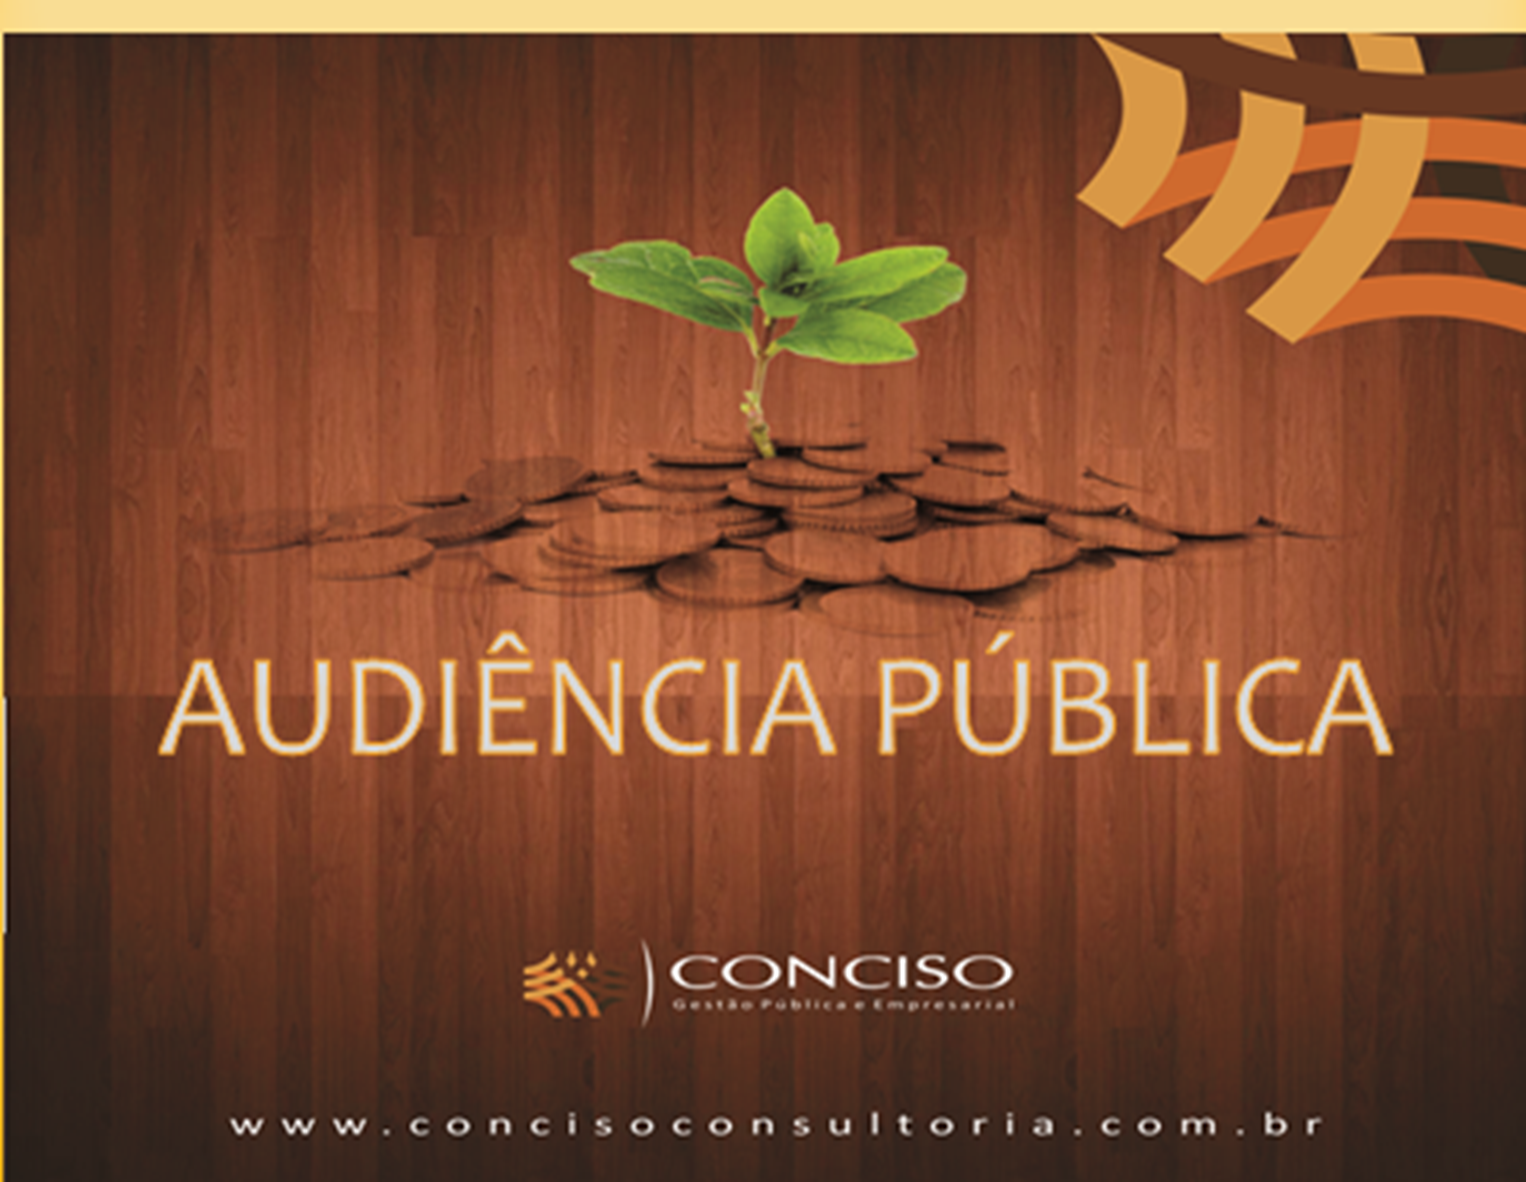 AUDIÊNCIA PÚBLICA
CONCISO
Gestão Pública e Empresarial
www.concisoconsultoria.com.br